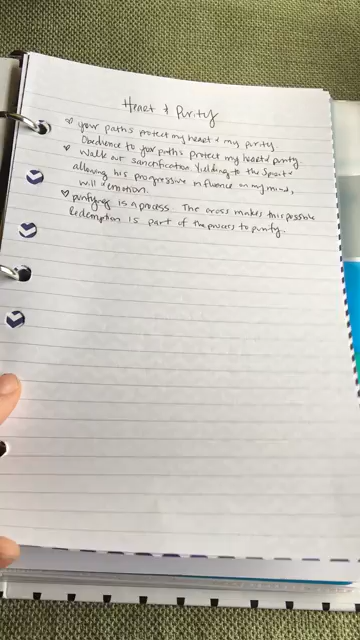 Heart & Purity
♡ your paths protect my heart & my purity.
Obedience to your paths protect my heart & purity
♡ Walk out sanctification. Yielding to the Spirit &
allowing his progressive influence on my mind,
will & emotion.
♡ purifying is a process. The cross makes this possible
Redemption is part of the process to purify.